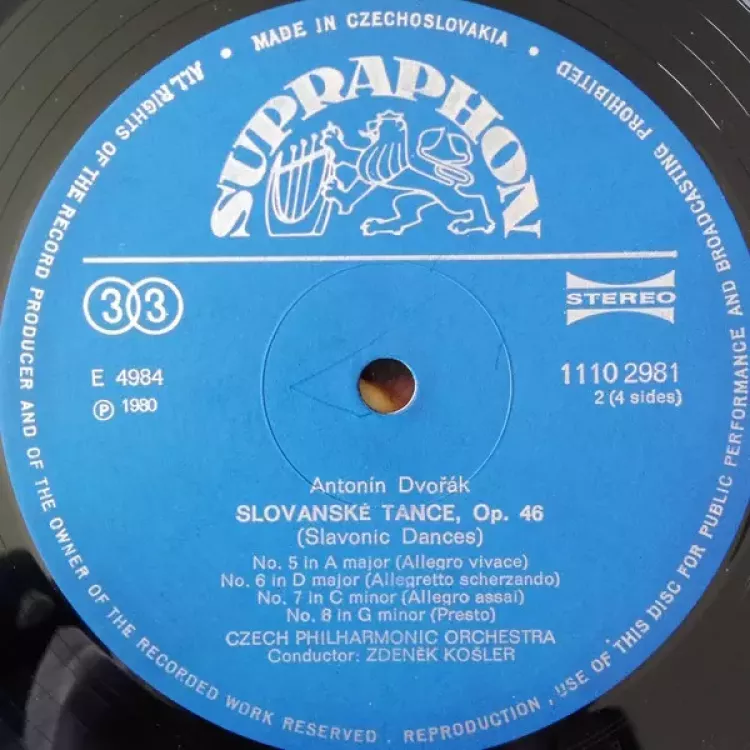 ALL RIGHTS OF THE RECORD PRODUCER AND OF THE OWNER OF THE RECORDED WORK RESERVED . REPRODUCTION , USE OF THIS DISC FOR PUBLIC PERFORMANCE AND BROADCASTING PROHIBITED
• MADE IN CZECHOSLOVAKIA •
SUPRAPHON
33
STEREO
E 4984
1110 2981
℗ 1980
2 (4 sides)
Antonín Dvořák
SLOVANSKÉ TANCE, Op. 46
(Slavonic Dances)
No. 5 in A major (Allegro vivace)
No. 6 in D major (Allegretto scherzando)
No. 7 in C minor (Allegro assai)
No. 8 in G minor (Presto)
CZECH PHILHARMONIC ORCHESTRA
Conductor: ZDENĚK KOŠLER